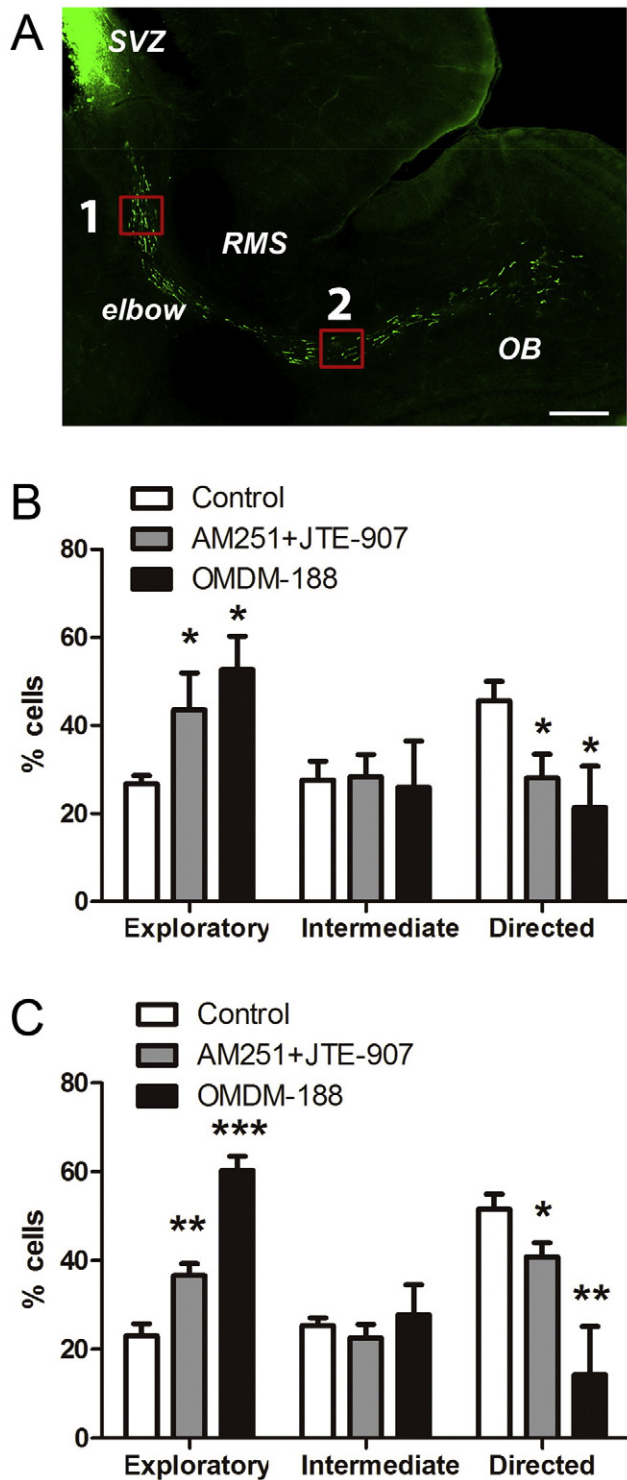 A
SVZ
1
RMS
elbow
2
OB
B
Control
AM251+JTE-907
OMDM-188
80
60
40
20
0
% cells
* * * *
Exploratory Intermediate Directed
C
Control
AM251+JTE-907
OMDM-188
80
60
40
20
0
% cells
** *** * **
Exploratory Intermediate Directed